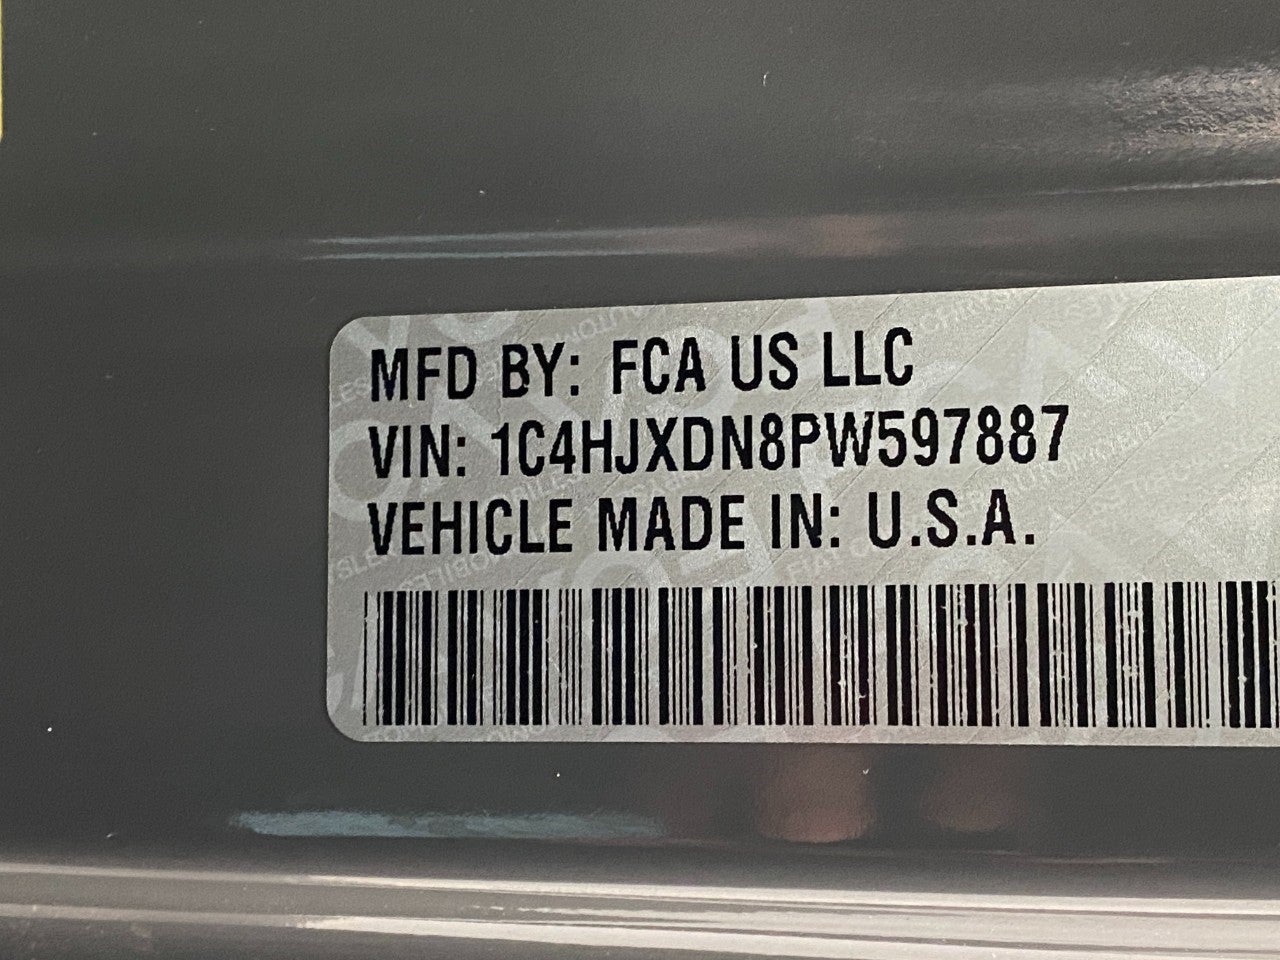 MFD BY: FCA US LLC
VIN: 1C4HJXDN8PW597887
VEHICLE MADE IN: U.S.A.